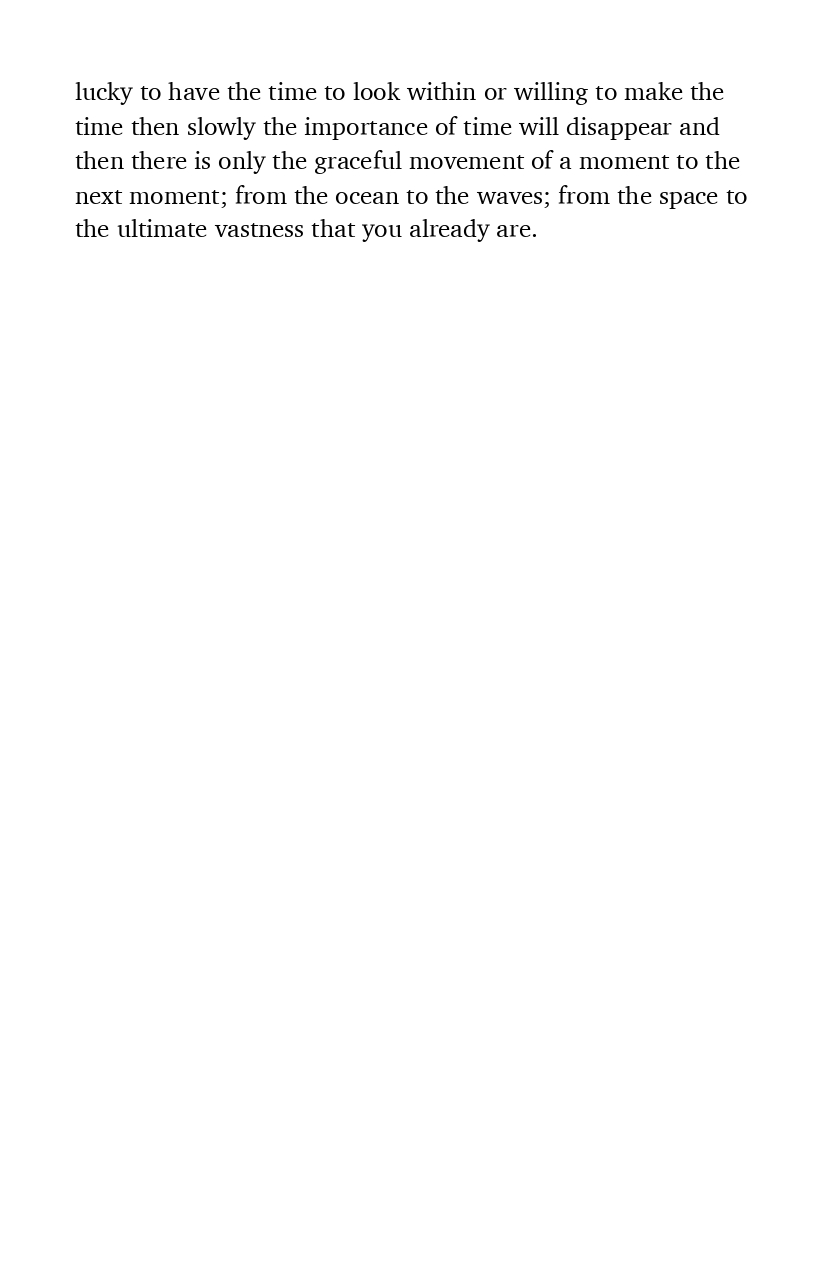 lucky to have the time to look within or willing to make the
time then slowly the importance of time will disappear and
then there is only the graceful movement of a moment to the
next moment; from the ocean to the waves; from the space to
the ultimate vastness that you already are.